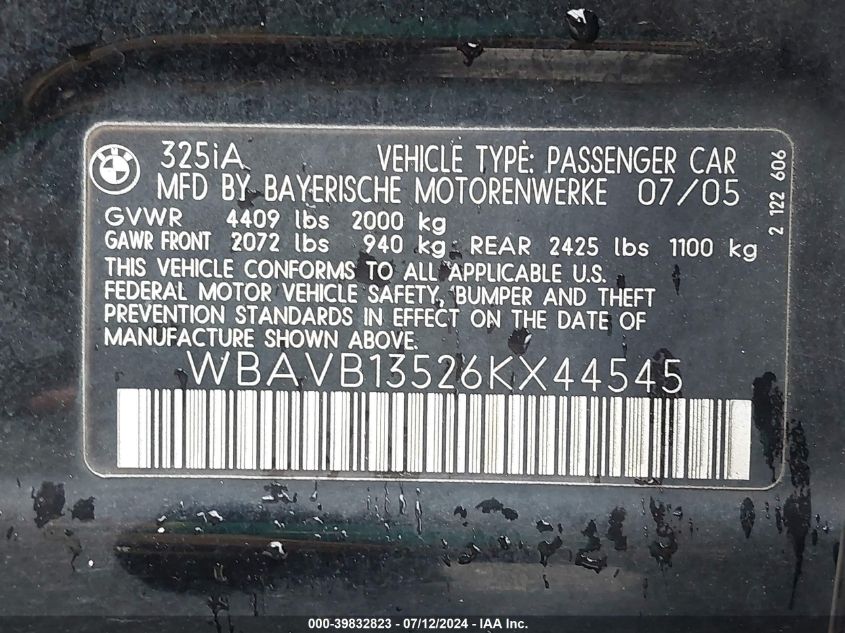 BMW
325iA VEHICLE TYPE: PASSENGER CAR
MFD BY BAYERISCHE MOTORENWERKE 07/05
GVWR 4409 lbs 2000 kg
GAWR FRONT 2072 lbs 940 kg REAR 2425 lbs 1100 kg
THIS VEHICLE CONFORMS TO ALL APPLICABLE U.S.
FEDERAL MOTOR VEHICLE SAFETY, BUMPER AND THEFT
PREVENTION STANDARDS IN EFFECT ON THE DATE OF
MANUFACTURE SHOWN ABOVE.
WBAVB13526KX44545
2 122 606
000-39832823 - 07/12/2024 - IAA Inc.